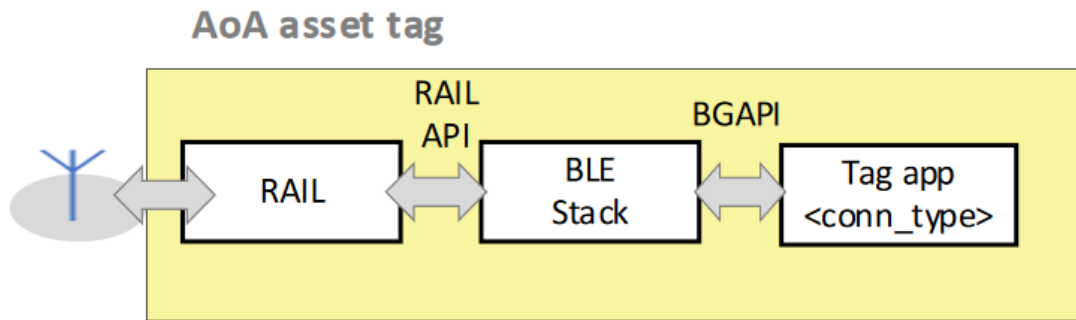 AoA asset tag
RAIL
API
BGAPI
RAIL
BLE
Stack
Tag app
<conn_type>